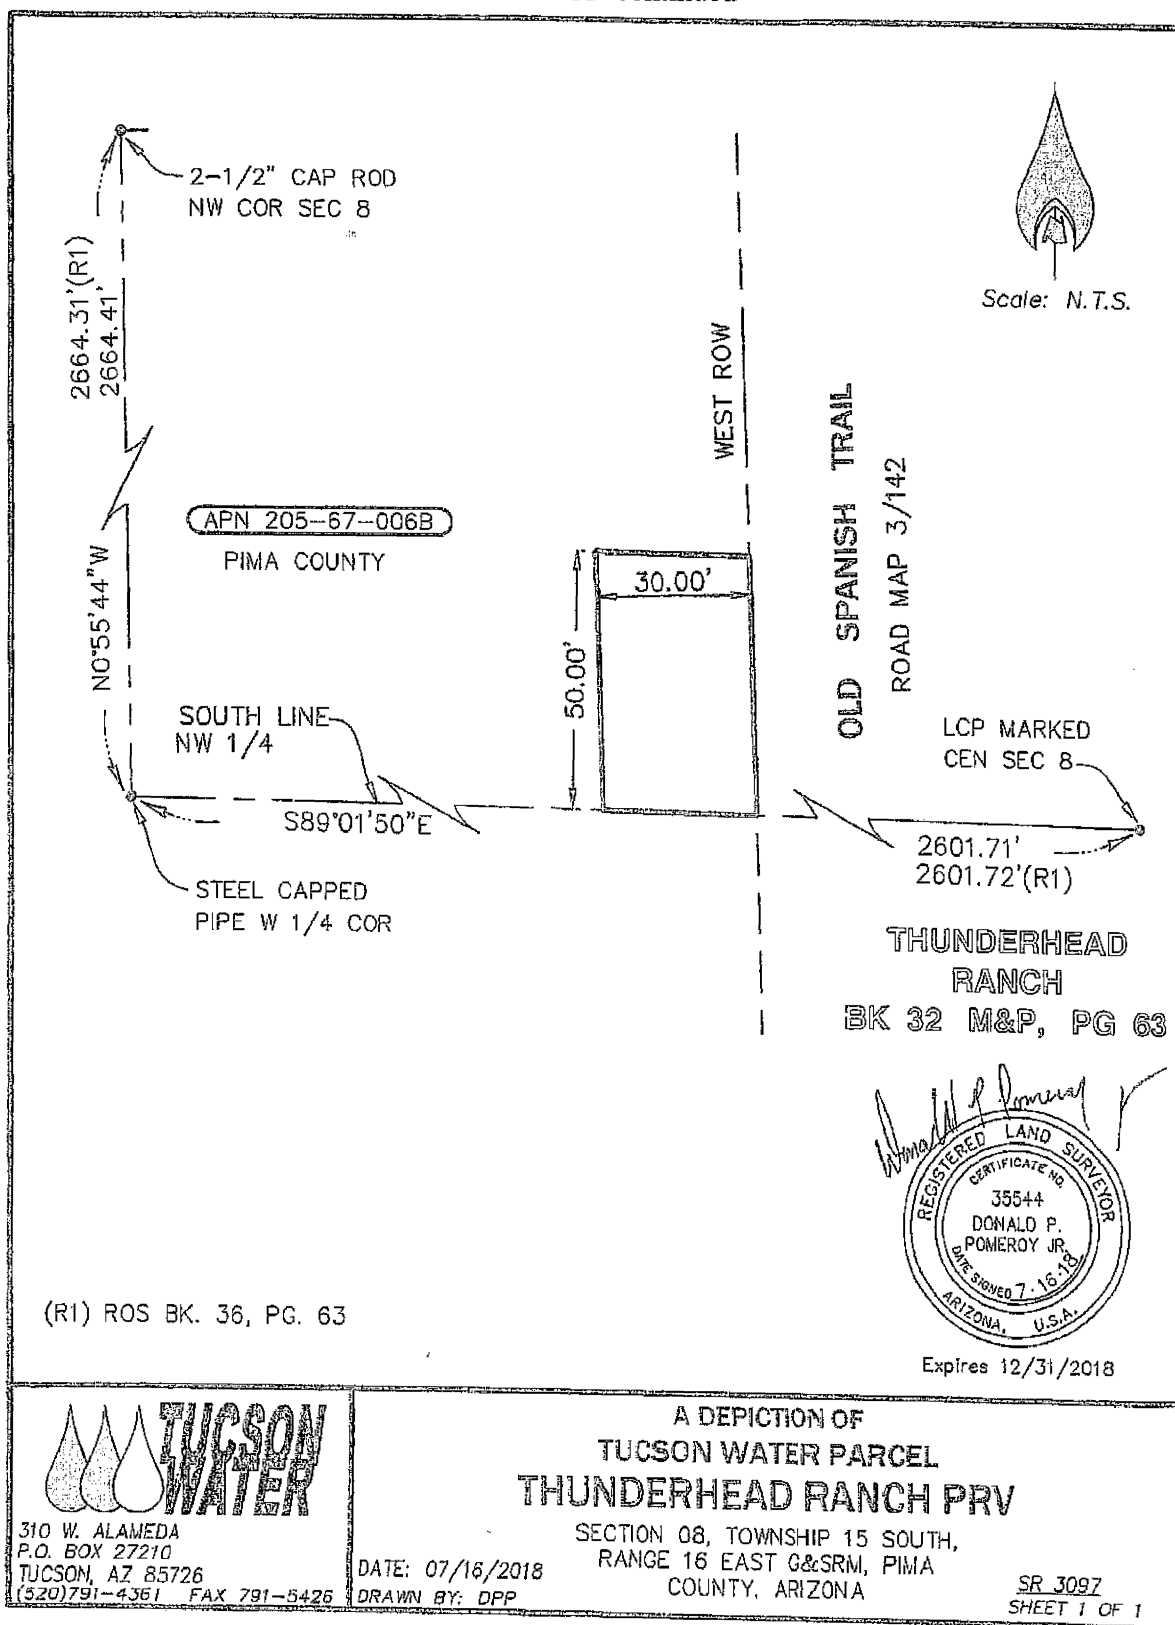 2-1/2" CAP ROD
NW COR SEC 8
2664.31'(R1)
2664.41'
Scale: N.T.S.
WEST ROW
OLD SPANISH TRAIL
ROAD MAP 3/142
APN 205-67-006B
PIMA COUNTY
30.00'
50.00'
N0°55'44"W
SOUTH LINE
NW 1/4
S89°01'50"E
LCP MARKED
CEN SEC 8
2601.71'
2601.72'(R1)
STEEL CAPPED
PIPE W 1/4 COR
THUNDERHEAD
RANCH
BK 32 M&P, PG 63
REGISTERED LAND SURVEYOR
CERTIFICATE NO.
35544
DONALD P.
POMEROY JR.
DATE SIGNED 7-16-18
ARIZONA, U.S.A.
Expires 12/31/2018
(R1) ROS BK. 36, PG. 63
TUCSON
WATER
310 W. ALAMEDA
P.O. BOX 27210
TUCSON, AZ 85726
(520)791-4361 FAX 791-5426
DATE: 07/16/2018
DRAWN BY: DPP
A DEPICTION OF
TUCSON WATER PARCEL
THUNDERHEAD RANCH PRV
SECTION 08, TOWNSHIP 15 SOUTH,
RANGE 16 EAST G&SRM, PIMA
COUNTY, ARIZONA
SR 3097
SHEET 1 OF 1